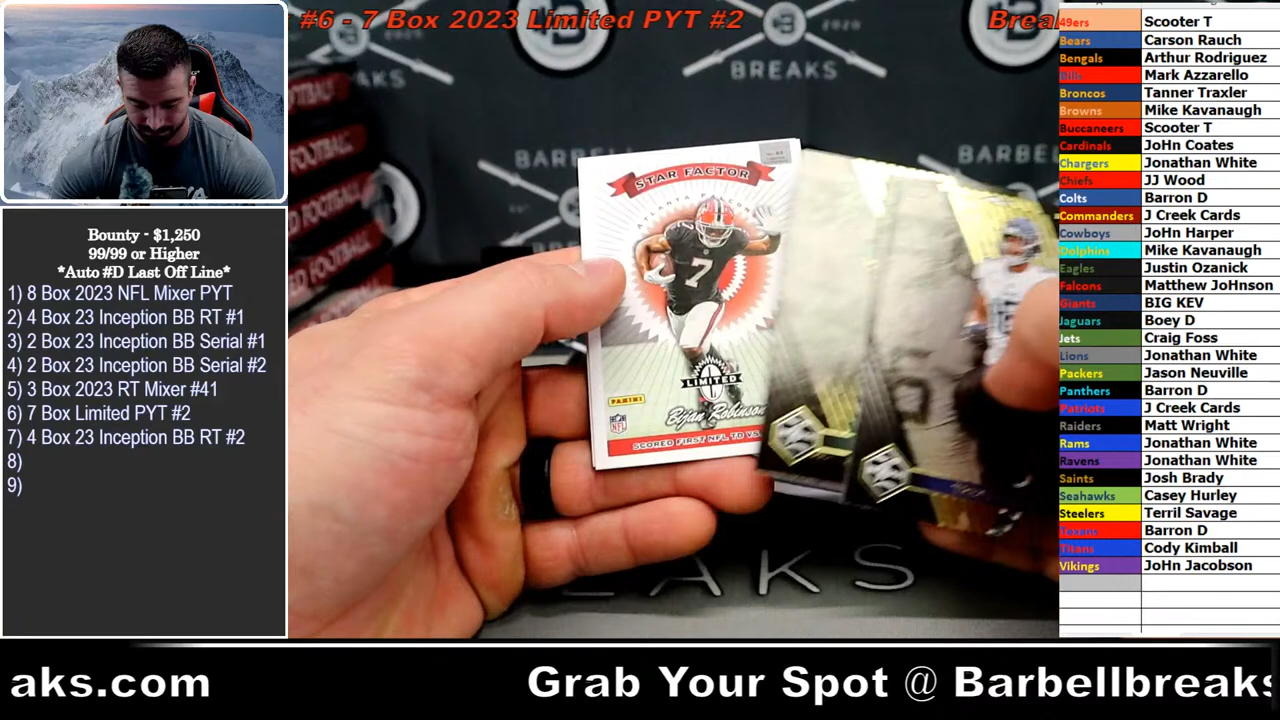 #6 - 7 Box 2023 Limited PYT #2
Brea
Bounty - $1,250
99/99 or Higher
*Auto #D Last Off Line*
1) 8 Box 2023 NFL Mixer PYT
2) 4 Box 23 Inception BB RT #1
3) 2 Box 23 Inception BB Serial #1
4) 2 Box 23 Inception BB Serial #2
5) 3 Box 2023 RT Mixer #41
6) 7 Box Limited PYT #2
7) 4 Box 23 Inception BB RT #2
8)
9)
2020
BREAKS
BARBELL
BARBEL
STAR FACTOR
7
LIMITED
PANINI
NFL
Bijan Robinson
SCORED FIRST NFL TD VS
EAKS
FOOTBALL
49ers Scooter T
Bears Carson Rauch
Bengals Arthur Rodriguez
Bills Mark Azzarello
Broncos Tanner Traxler
Browns Mike Kavanaugh
Buccaneers Scooter T
Cardinals JoHn Coates
Chargers Jonathan White
Chiefs JJ Wood
Colts Barron D
Commanders J Creek Cards
Cowboys JoHn Harper
Dolphins Mike Kavanaugh
Eagles Justin Ozanick
Falcons Matthew JoHnson
Giants BIG KEV
Jaguars Boey D
Jets Craig Foss
Lions Jonathan White
Packers Jason Neuville
Panthers Barron D
Patriots J Creek Cards
Raiders Matt Wright
Rams Jonathan White
Ravens Jonathan White
Saints Josh Brady
Seahawks Casey Hurley
Steelers Terril Savage
Texans Barron D
Titans Cody Kimball
Vikings JoHn Jacobson
aks.com Grab Your Spot @ Barbellbreaks